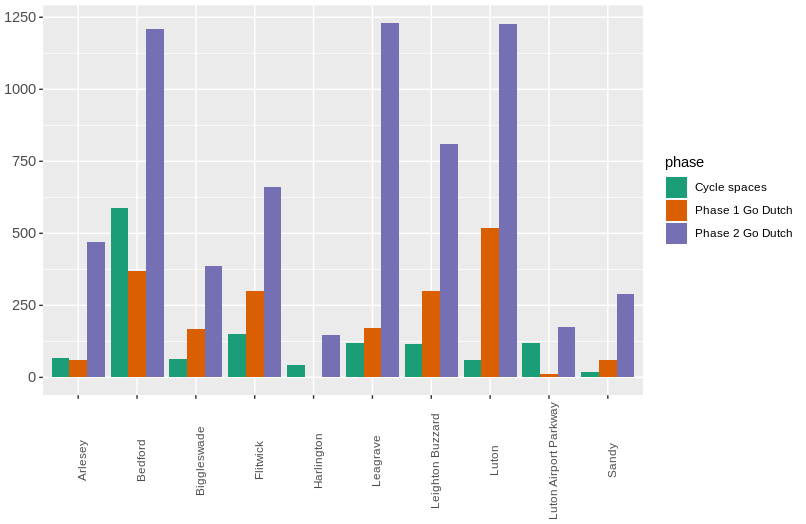 1250
1000
750
500
250
0
Arlesey
Bedford
Biggleswade
Flitwick
Harlington
Leagrave
Leighton Buzzard
Luton
Luton Airport Parkway
Sandy
phase
Cycle spaces
Phase 1 Go Dutch
Phase 2 Go Dutch